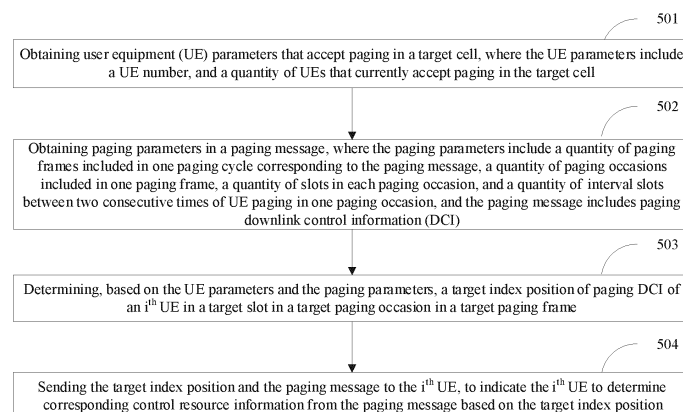 501
Obtaining user equipment (UE) parameters that accept paging in a target cell, where the UE parameters include
a UE number, and a quantity of UEs that currently accept paging in the target cell
502
Obtaining paging parameters in a paging message, where the paging parameters include a quantity of paging
frames included in one paging cycle corresponding to the paging message, a quantity of paging occasions
included in one paging frame, a quantity of slots in each paging occasion, and a quantity of interval slots
between two consecutive times of UE paging in one paging occasion, and the paging message includes paging
downlink control information (DCI)
503
Determining, based on the UE parameters and the paging parameters, a target index position of paging DCI of
an ith UE in a target slot in a target paging occasion in a target paging frame
504
Sending the target index position and the paging message to the ith UE, to indicate the ith UE to determine
corresponding control resource information from the paging message based on the target index position